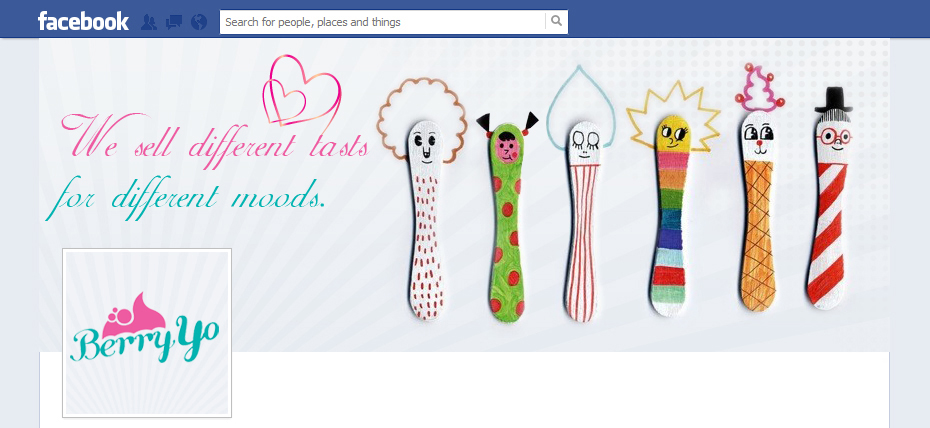 facebook
Search for people, places and things
We sell different tasts
for different moods.
Berry Yo